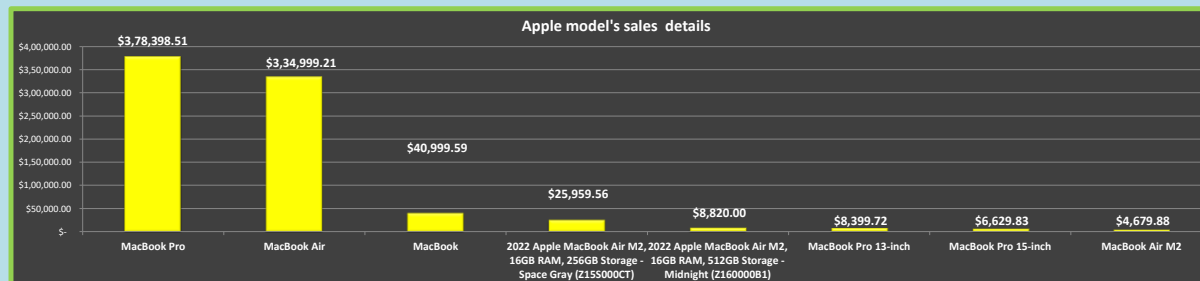 Apple model's sales details
$4,00,000.00
$3,50,000.00
$3,00,000.00
$2,50,000.00
$2,00,000.00
$1,50,000.00
$1,00,000.00
$50,000.00
$-
$3,78,398.51
$3,34,999.21
$40,999.59
$25,959.56
$8,820.00
$8,399.72
$6,629.83
$4,679.88
MacBook Pro
MacBook Air
MacBook
2022 Apple MacBook Air M2,
16GB RAM, 256GB Storage -
Space Gray (Z15S000CT)
2022 Apple MacBook Air M2,
16GB RAM, 512GB Storage -
Midnight (Z160000B1)
MacBook Pro 13-inch
MacBook Pro 15-inch
MacBook Air M2